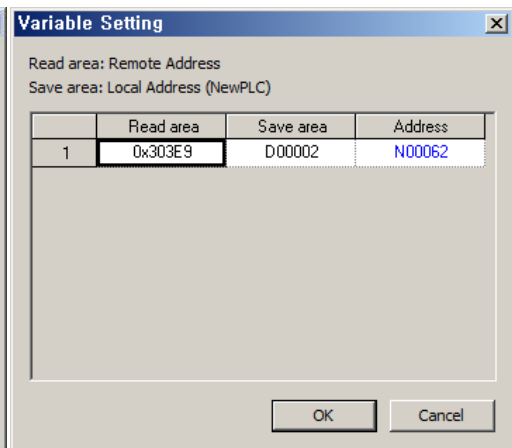 Variable Setting
Read area: Remote Address
Save area: Local Address (NewPLC)
Read area Save area Address
1 0x303E9 D00002 N00062
OK Cancel